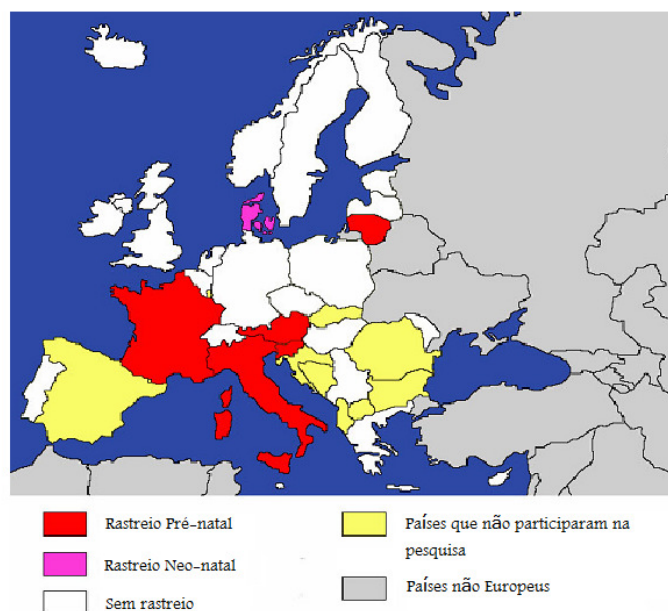 Rastreio Pré-natal
Rastreio Neo-natal
Sem rastreio
Países que não participaram na
pesquisa
Países não Europeus